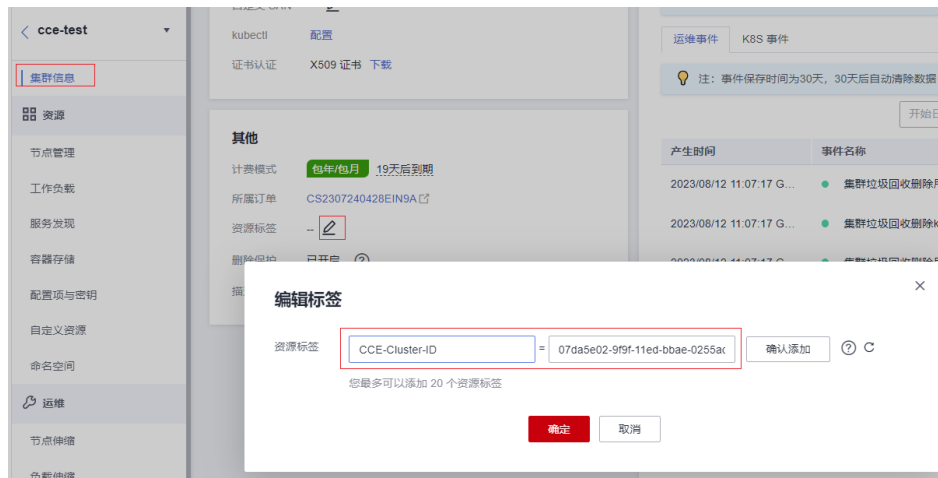 cce-test
集群信息
资源
节点管理
工作负载
服务发现
容器存储
配置项与密钥
自定义资源
命名空间
运维
节点伸缩
kubectl 配置
证书认证 X509 证书 下载
其他
计费模式 包年/包月 19天后到期
所属订单 CS2307240428EIN9A
资源标签 --
删除保护 已开启
运维事件 K8S 事件
注：事件保存时间为30天，30天后自动清除数据
开始日
产生时间 事件名称
2023/08/12 11:07:17 G... 集群垃圾回收删除
2023/08/12 11:07:17 G... 集群垃圾回收删除
编辑标签
资源标签 CCE-Cluster-ID = 07da5e02-9f9f-11ed-bbae-0255ac 确认添加
您最多可以添加 20 个资源标签
确定 取消